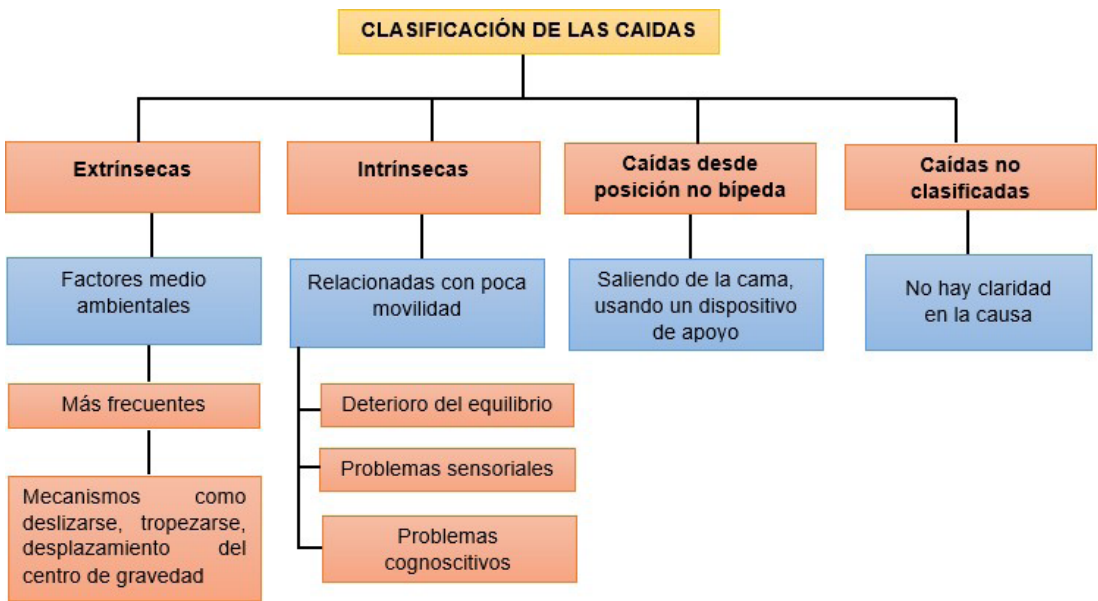 CLASIFICACIÓN DE LAS CAIDAS
Extrínsecas
Intrínsecas
Caídas desde
posición no bípeda
Caídas no
clasificadas
Factores medio
ambientales
Relacionadas con poca
movilidad
Saliendo de la cama,
usando un dispositivo
de apoyo
No hay claridad
en la causa
Más frecuentes
Mecanismos como
deslizarse, tropezarse,
desplazamiento del
centro de gravedad
Deterioro del equilibrio
Problemas sensoriales
Problemas
cognoscitivos